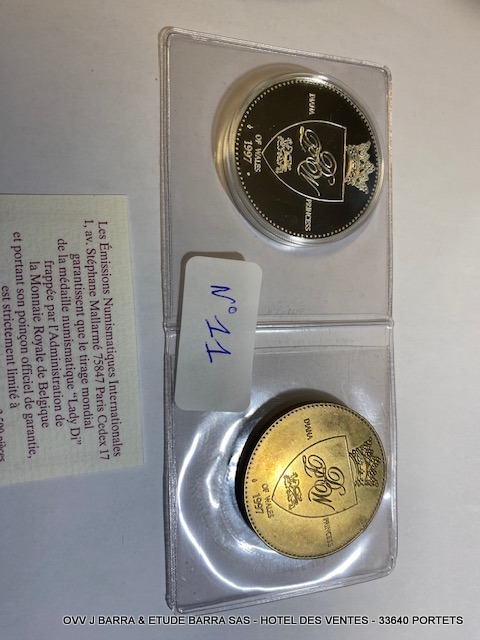 Les Émissions Numismatiques Internationales
1, av. Stéphane Mallarmé 75847 Paris Cedex 17
garantissent que le tirage mondial
de la médaille numismatique "Lady D"
frappée par l'Administration de
la Monnaie Royale de Belgique
et portant son poinçon officiel de garantie,
est strictement limité à
N° 11
DIANA
PRINCESS
OF WALES
1997
DIANA
PRINCESS
OF WALES
1997
OVV J BARRA & ETUDE BARRA SAS - HOTEL DES VENTES - 33640 PORTETS